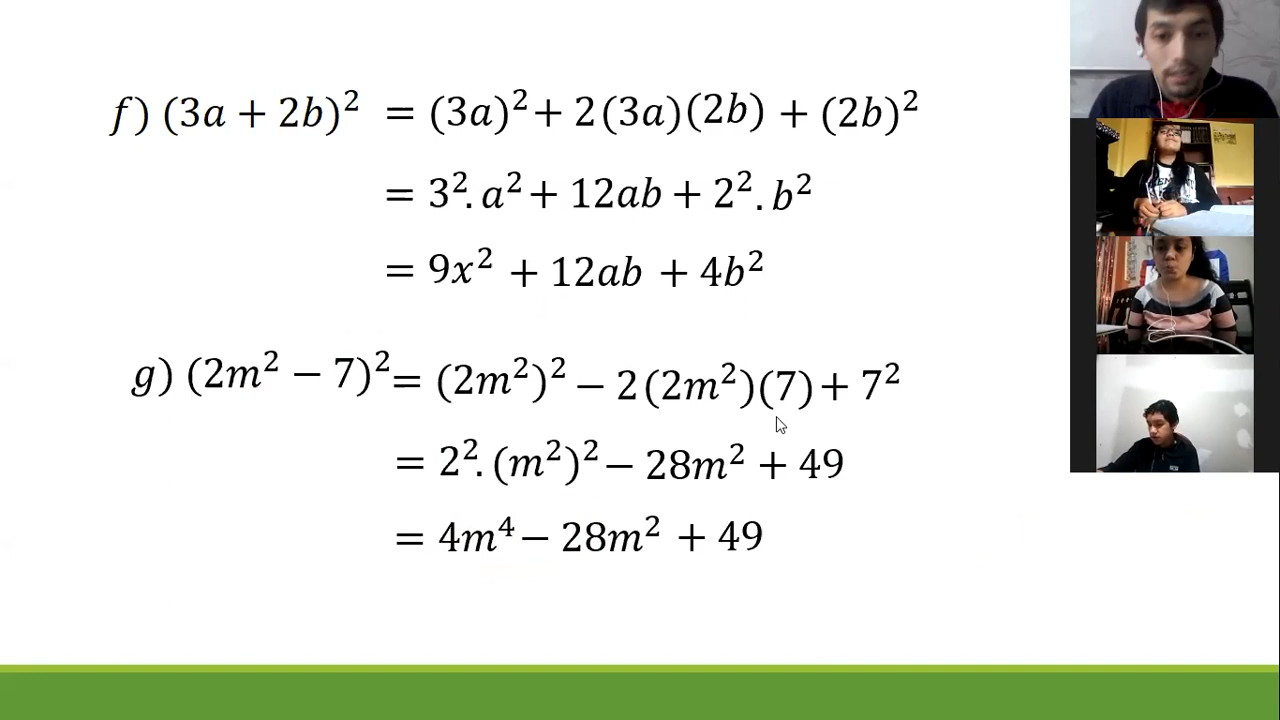 f) (3a + 2b)² = (3a)² + 2(3a)(2b) + (2b)²
= 3². a² + 12ab + 2². b²
= 9x² + 12ab + 4b²
g) (2m² − 7)² = (2m²)² − 2(2m²)(7) + 7²
= 2². (m²)² − 28m² + 49
= 4m⁴ − 28m² + 49